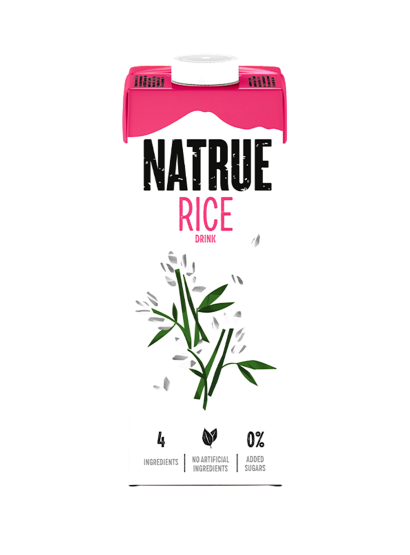 NATRUE
RICE
DRINK
4
INGREDIENTS
NO ARTIFICIAL
INGREDIENTS
0%
ADDED
SUGARS